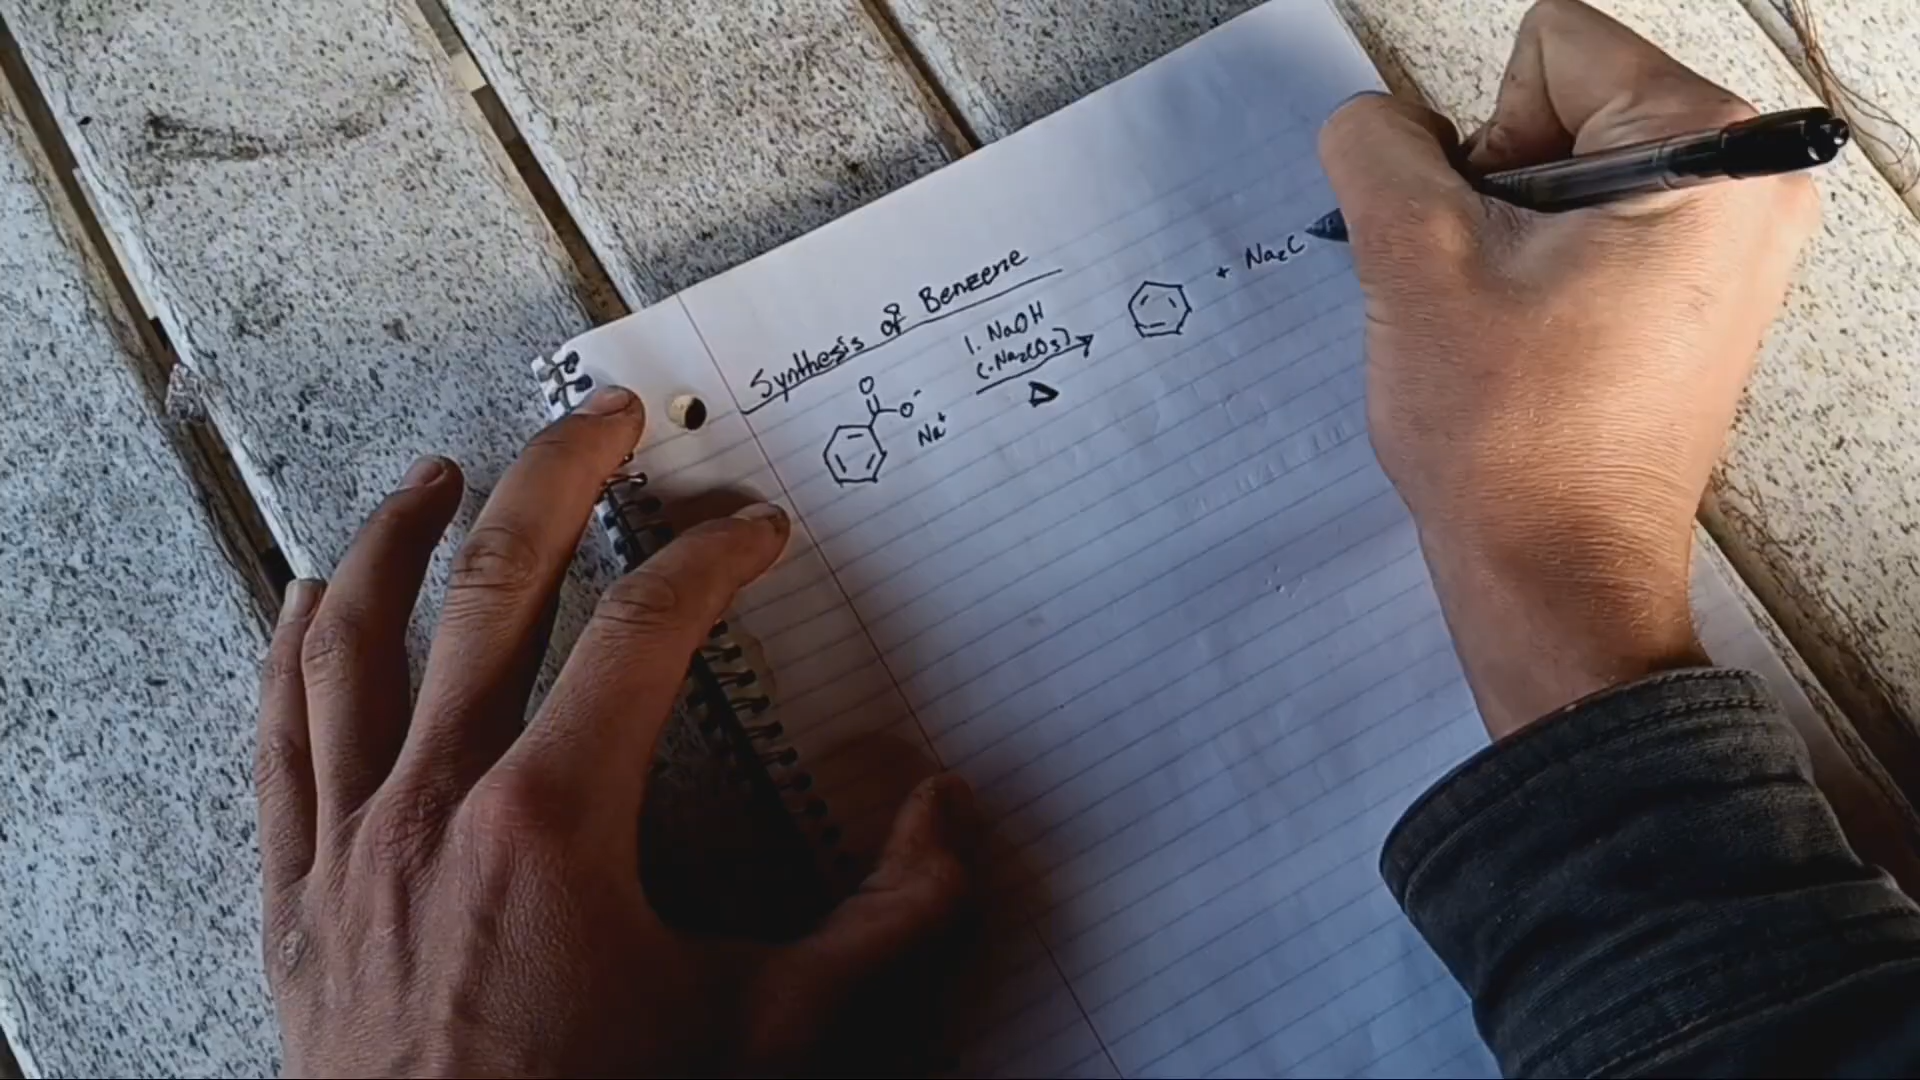 Synthesis of Benzene
1. NaOH
(-Na₂CO₃)
Δ
O
O⁻
Na⁺
+ Na₂C